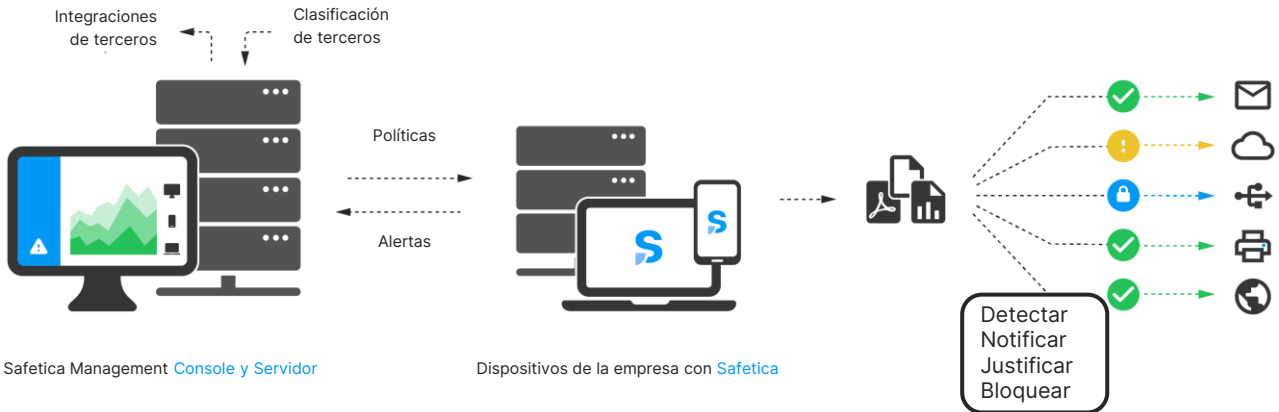 Integraciones
de terceros
Clasificación
de terceros
Políticas
Alertas
Safetica Management Console y Servidor
Dispositivos de la empresa con Safetica
Detectar
Notificar
Justificar
Bloquear